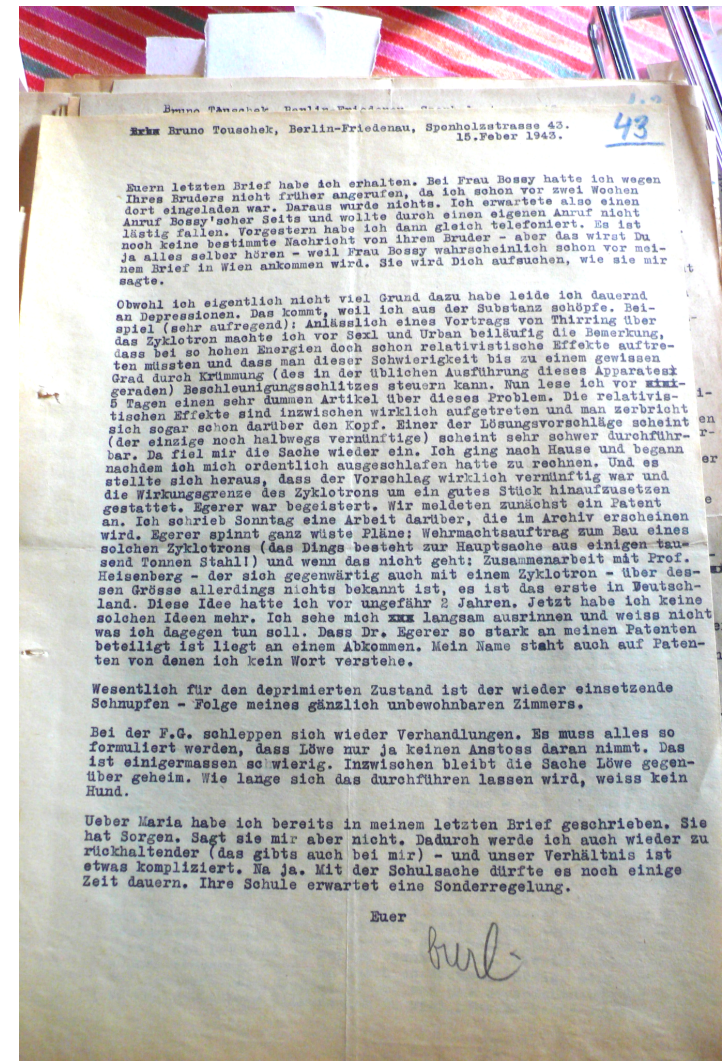 43
Bruno Touschek, Berlin-Friedenau, Sponholzstrasse 43.
15.Feber 1943.
Euern letzten Brief habe ich erhalten. Bei Frau Bossy hatte ich wegen
Ihres Bruders nicht früher angerufen, da ich schon vor zwei Wochen
dort eingeladen war. Daraus wurde nichts. Ich erwartete also einen
Anruf Bossy'scher Seits und wollte durch einen eigenen Anruf nicht
lästig fallen. Vorgestern habe ich dann gleich telefoniert. Es ist
noch keine bestimmte Nachricht von ihrem Bruder - aber das wirst Du
ja alles selber hören - weil Frau Bossy wahrscheinlich schon vor mei-
nem Brief in Wien ankommen wird. Sie wird Dich aufsuchen, wie sie mir
sagte.
Obwohl ich eigentlich nicht viel Grund dazu habe leide ich dauernd
an Depressionen. Das kommt, weil ich aus der Substanz schöpfe. Bei-
spiel (sehr aufregend): Anlässlich eines Vortrags von Thirring über
das Zyklotron machte ich vor Sexl und Urban beiläufig die Bemerkung,
dass bei so hohen Energien doch schon relativistische Effekte auftre-
ten müssten und dass man dieser Schwierigkeit bis zu einem gewissen
Grad durch Krümmung (des in der üblichen Ausführung dieses Apparates
geraden) Beschleunigungsschlitzes steuern kann. Nun lese ich vor
5 Tagen einen sehr dummen Artikel über dieses Problem. Die relativis-
tischen Effekte sind inzwischen wirklich aufgetreten und man zerbricht
sich sogar schon darüber den Kopf. Einer der Lösungsvorschläge scheint
(der einzige noch halbwegs vernünftige) scheint sehr schwer durchführ-
bar. Da fiel mir die Sache wieder ein. Ich ging nach Hause und begann
nachdem ich mich ordentlich ausgeschlafen hatte zu rechnen. Und es
stellte sich heraus, dass der Vorschlag wirklich vernünftig war und
die Wirkungsgrenze des Zyklotrons um ein gutes Stück hinaufzusetzen
gestattet. Egerer war begeistert. Wir meldeten zunächst ein Patent
an. Ich schrieb Sonntag eine Arbeit darüber, die im Archiv erscheinen
wird. Egerer spinnt ganz wüste Pläne: Wehrmachtsauftrag zum Bau eines
solchen Zyklotrons (das Dings besteht zur Hauptsache aus einigen tau-
send Tonnen Stahl!) und wenn das nicht geht: Zusammenarbeit mit Prof.
Heisenberg - der sich gegenwärtig auch mit einem Zyklotron - über des-
sen Grösse allerdings nichts bekannt ist, es ist das erste in Deutsch-
land. Diese Idee hatte ich vor ungefähr 2 Jahren. Jetzt habe ich keine
solchen Ideen mehr. Ich sehe mich xxx langsam ausrinnen und weiss nicht
was ich dagegen tun soll. Dass Dr. Egerer so stark an meinen Patenten
beteiligt ist liegt an einem Abkommen. Mein Name staht auch auf Paten-
ten von denen ich kein Wort verstehe.
Wesentlich für den deprimierten Zustand ist der wieder einsetzende
Schnupfen - Folge meines gänzlich unbewohnbaren Zimmers.
Bei der F.G. schleppen sich wieder Verhandlungen. Es muss alles so
formuliert werden, dass Löwe nur ja keinen Anstoss daran nimmt. Das
ist einigermassen schwierig. Inzwischen bleibt die Sache Löwe gegen-
über geheim. Wie lange sich das durchführen lassen wird, weiss kein
Hund.
Ueber Maria habe ich bereits in meinem letzten Brief geschrieben. Sie
hat Sorgen. Sagt sie mir aber nicht. Dadurch werde ich auch wieder zu
rückhaltender (das gibts auch bei mir) - und unser Verhältnis ist
etwas kompliziert. Na ja. Mit der Schulsache dürfte es noch einige
Zeit dauern. Ihre Schule erwartet eine Sonderregelung.
Euer